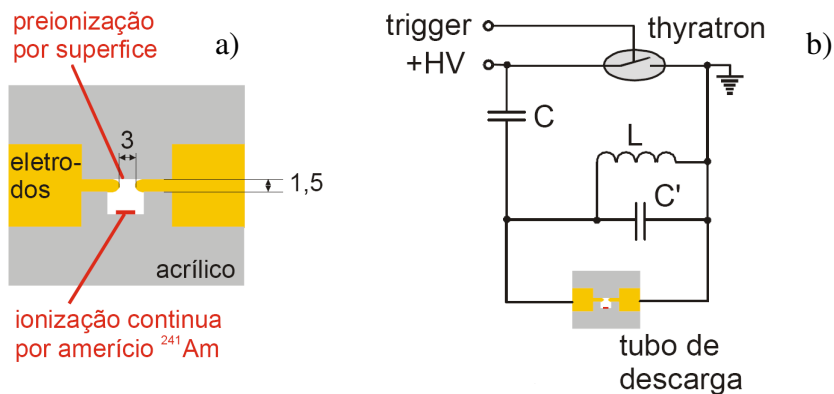 preionização
por superfice
a)
3
eletro-
dos
1,5
acrílico
ionização continua
por amerício ²⁴¹Am
trigger
thyratron
b)
+HV
C
L
C'
tubo de
descarga